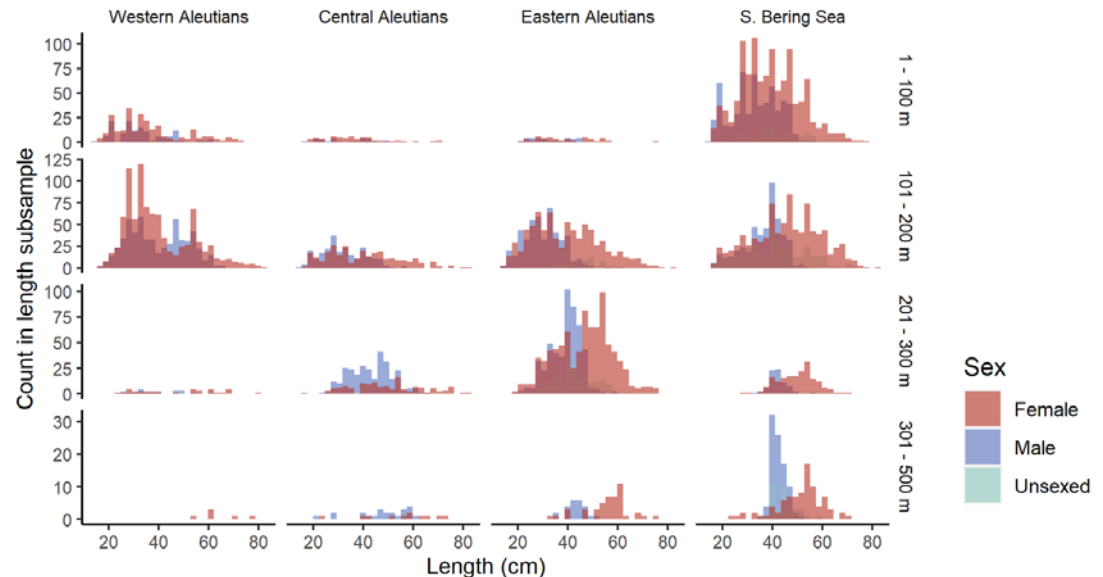 Western Aleutians Central Aleutians Eastern Aleutians S. Bering Sea
100
75
50
25
0
1 - 100 m
125
100
75
50
25
0
101 - 200 m
100
75
50
25
0
201 - 300 m
30
20
10
0
301 - 500 m
20 40 60 80 20 40 60 80 20 40 60 80 20 40 60 80
Length (cm)
Count in length subsample
Sex
Female
Male
Unsexed